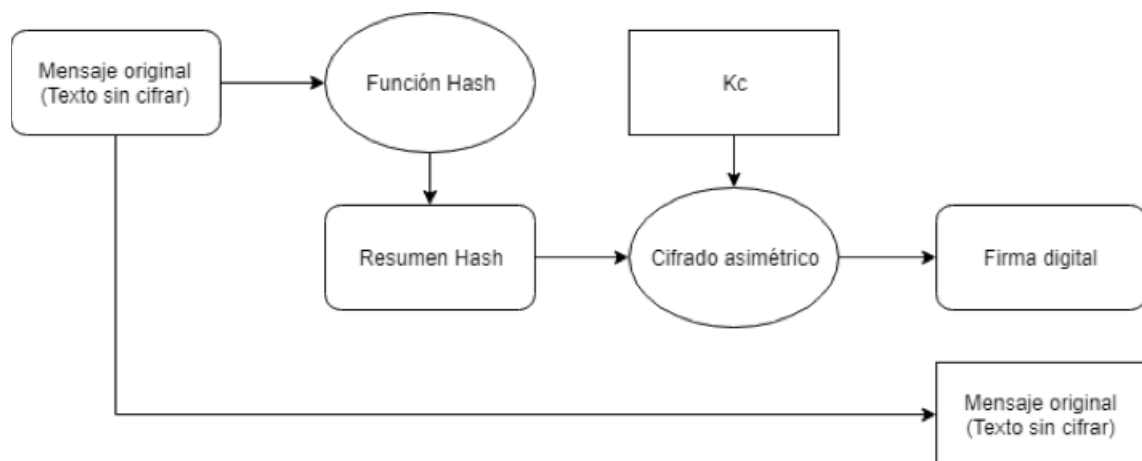 Mensaje original
(Texto sin cifrar)
Función Hash
Kc
Resumen Hash
Cifrado asimétrico
Firma digital
Mensaje original
(Texto sin cifrar)